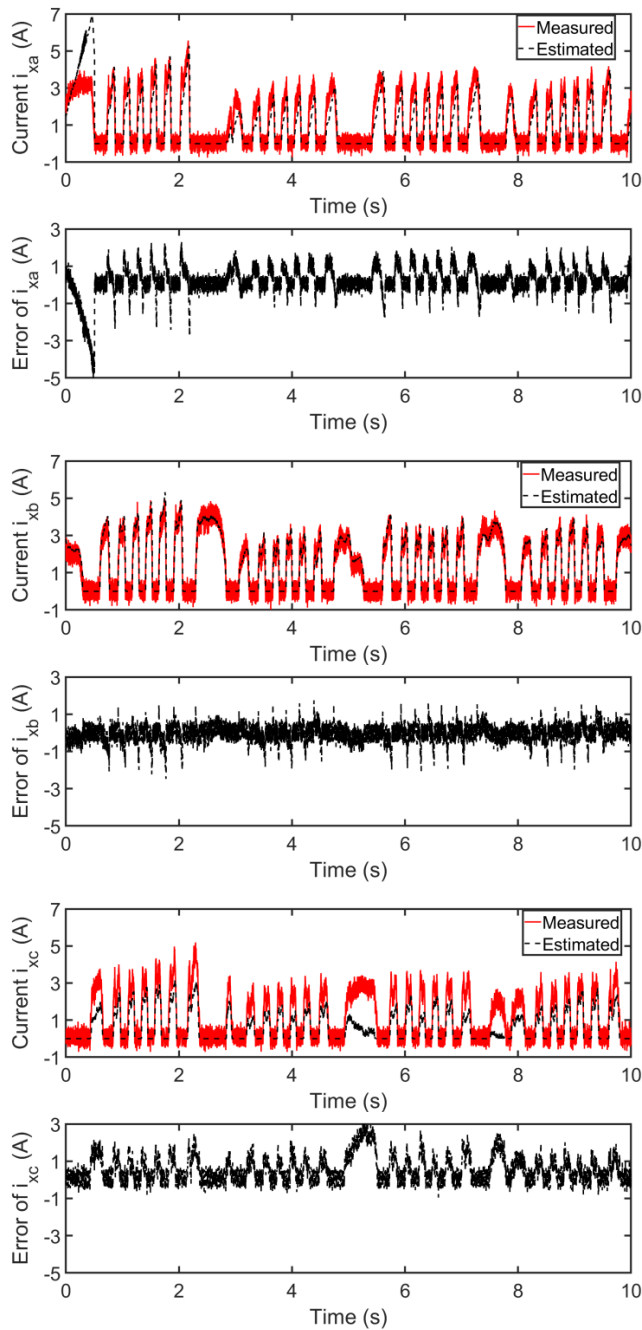 Current i_xa (A)
7
5
3
1
-1
Measured
Estimated
0 2 4 6 8 10
Time (s)
Error of i_xa (A)
3
1
-1
-3
-5
0 2 4 6 8 10
Time (s)
Current i_xb (A)
7
5
3
1
-1
Measured
Estimated
0 2 4 6 8 10
Time (s)
Error of i_xb (A)
3
1
-1
-3
-5
0 2 4 6 8 10
Time (s)
Current i_xc (A)
7
5
3
1
-1
Measured
Estimated
0 2 4 6 8 10
Time (s)
Error of i_xc (A)
3
1
-1
-3
-5
0 2 4 6 8 10
Time (s)